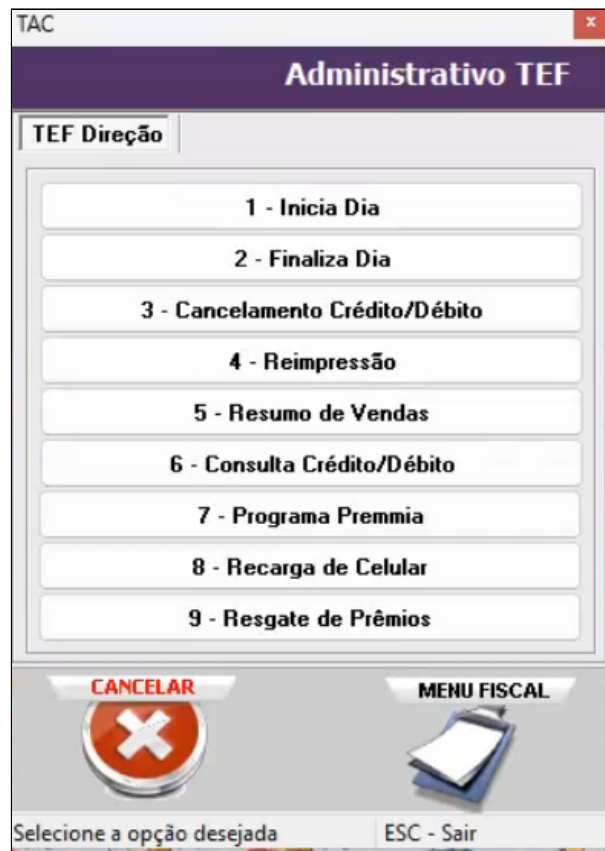 TAC
x
Administrativo TEF
TEF Direção
1 - Inicia Dia
2 - Finaliza Dia
3 - Cancelamento Crédito/Débito
4 - Reimpressão
5 - Resumo de Vendas
6 - Consulta Crédito/Débito
7 - Programa Premmia
8 - Recarga de Celular
9 - Resgate de Prêmios
CANCELAR MENU FISCAL
Selecione a opção desejada ESC - Sair